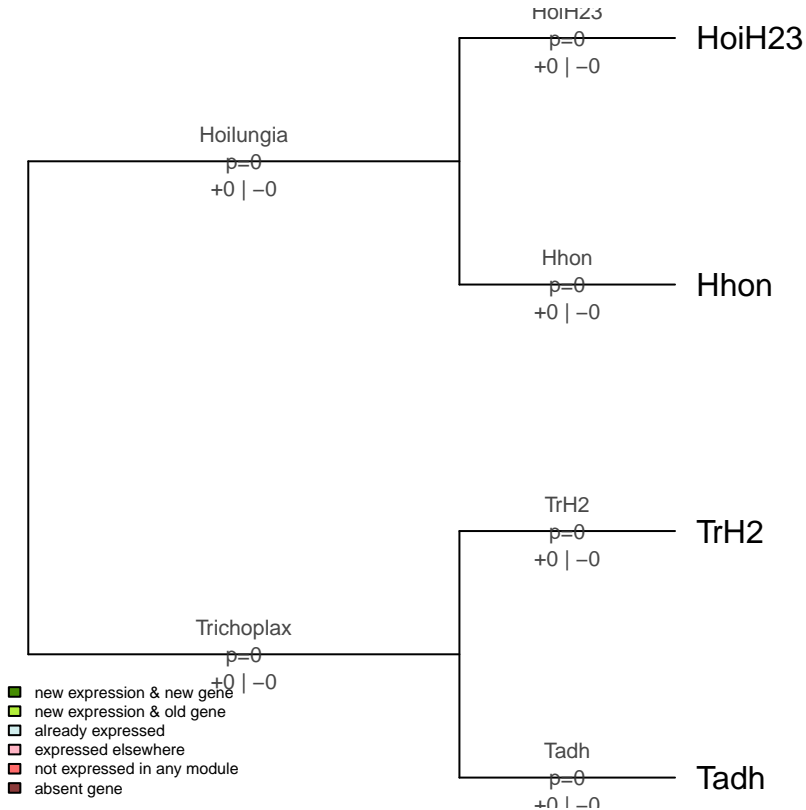 HoiH23
p=0
+0 | −0
HoiH23
Hoilungia
p=0
+0 | −0
Hhon
p=0
+0 | −0
Hhon
TrH2
p=0
+0 | −0
TrH2
Trichoplax
p=0
+0 | −0
new expression & new gene
new expression & old gene
already expressed
expressed elsewhere
not expressed in any module
absent gene
Tadh
p=0
+0 | −0
Tadh